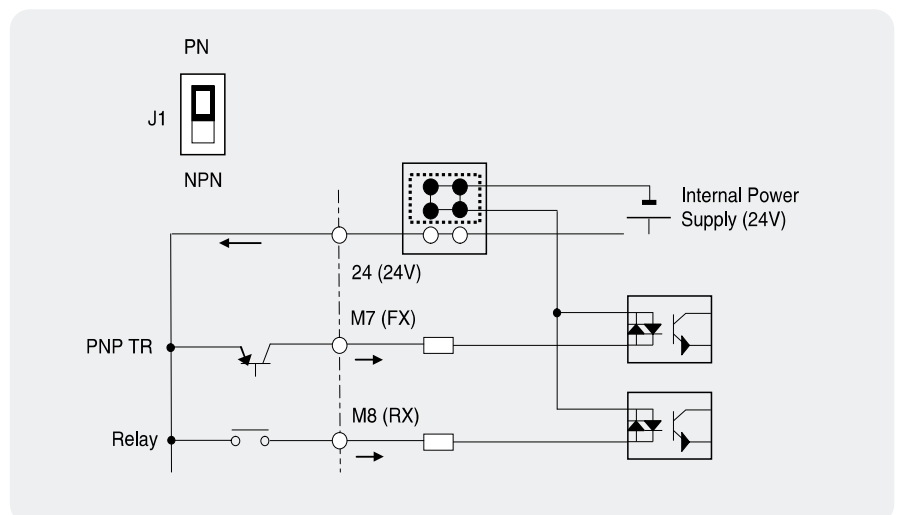 PN
J1
NPN
Internal Power
Supply (24V)
24 (24V)
M7 (FX)
PNP TR
M8 (RX)
Relay